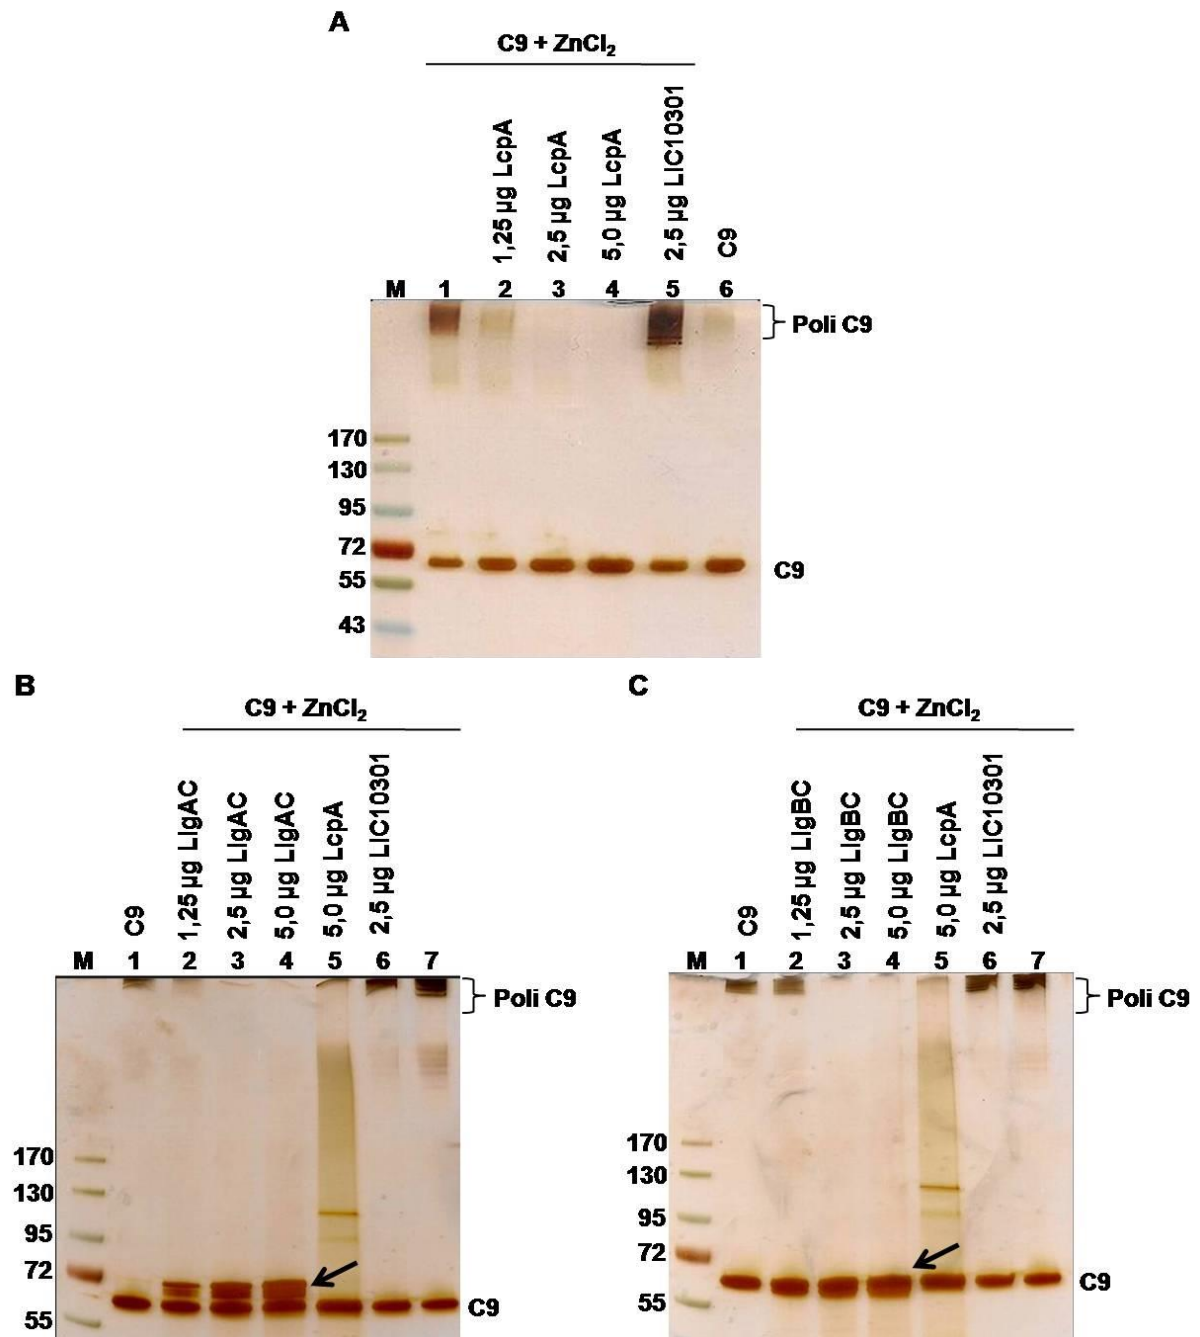 A
C9 + ZnCl₂
1,25 µg LcpA
2,5 µg LcpA
5,0 µg LcpA
2,5 µg LIC10301
C9
M 1 2 3 4 5 6
Poli C9
170
130
95
72
55
43
C9
B
C9 + ZnCl₂
C9
1,25 µg LigAC
2,5 µg LigAC
5,0 µg LigAC
5,0 µg LcpA
2,5 µg LIC10301
M 1 2 3 4 5 6 7
Poli C9
170
130
95
72
55
C9
C
C9 + ZnCl₂
C9
1,25 µg LigBC
2,5 µg LigBC
5,0 µg LigBC
5,0 µg LcpA
2,5 µg LIC10301
M 1 2 3 4 5 6 7
Poli C9
170
130
95
72
55
C9